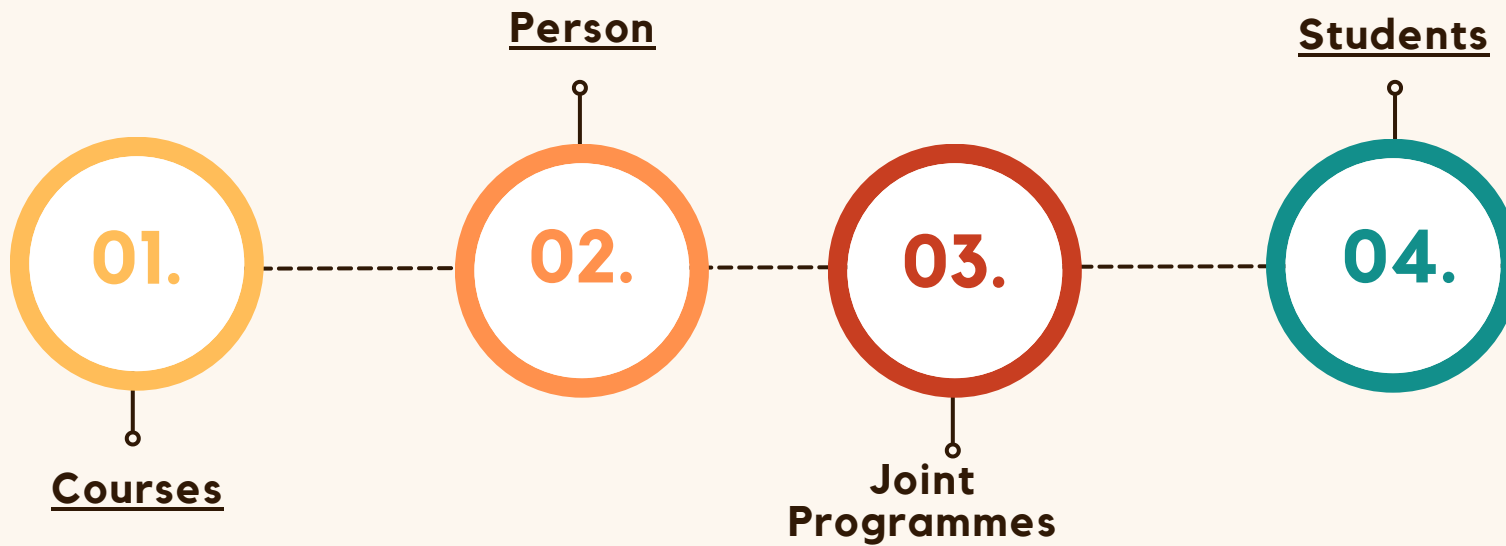 Person
Students
01.
02.
03.
04.
Courses
Joint
Programmes